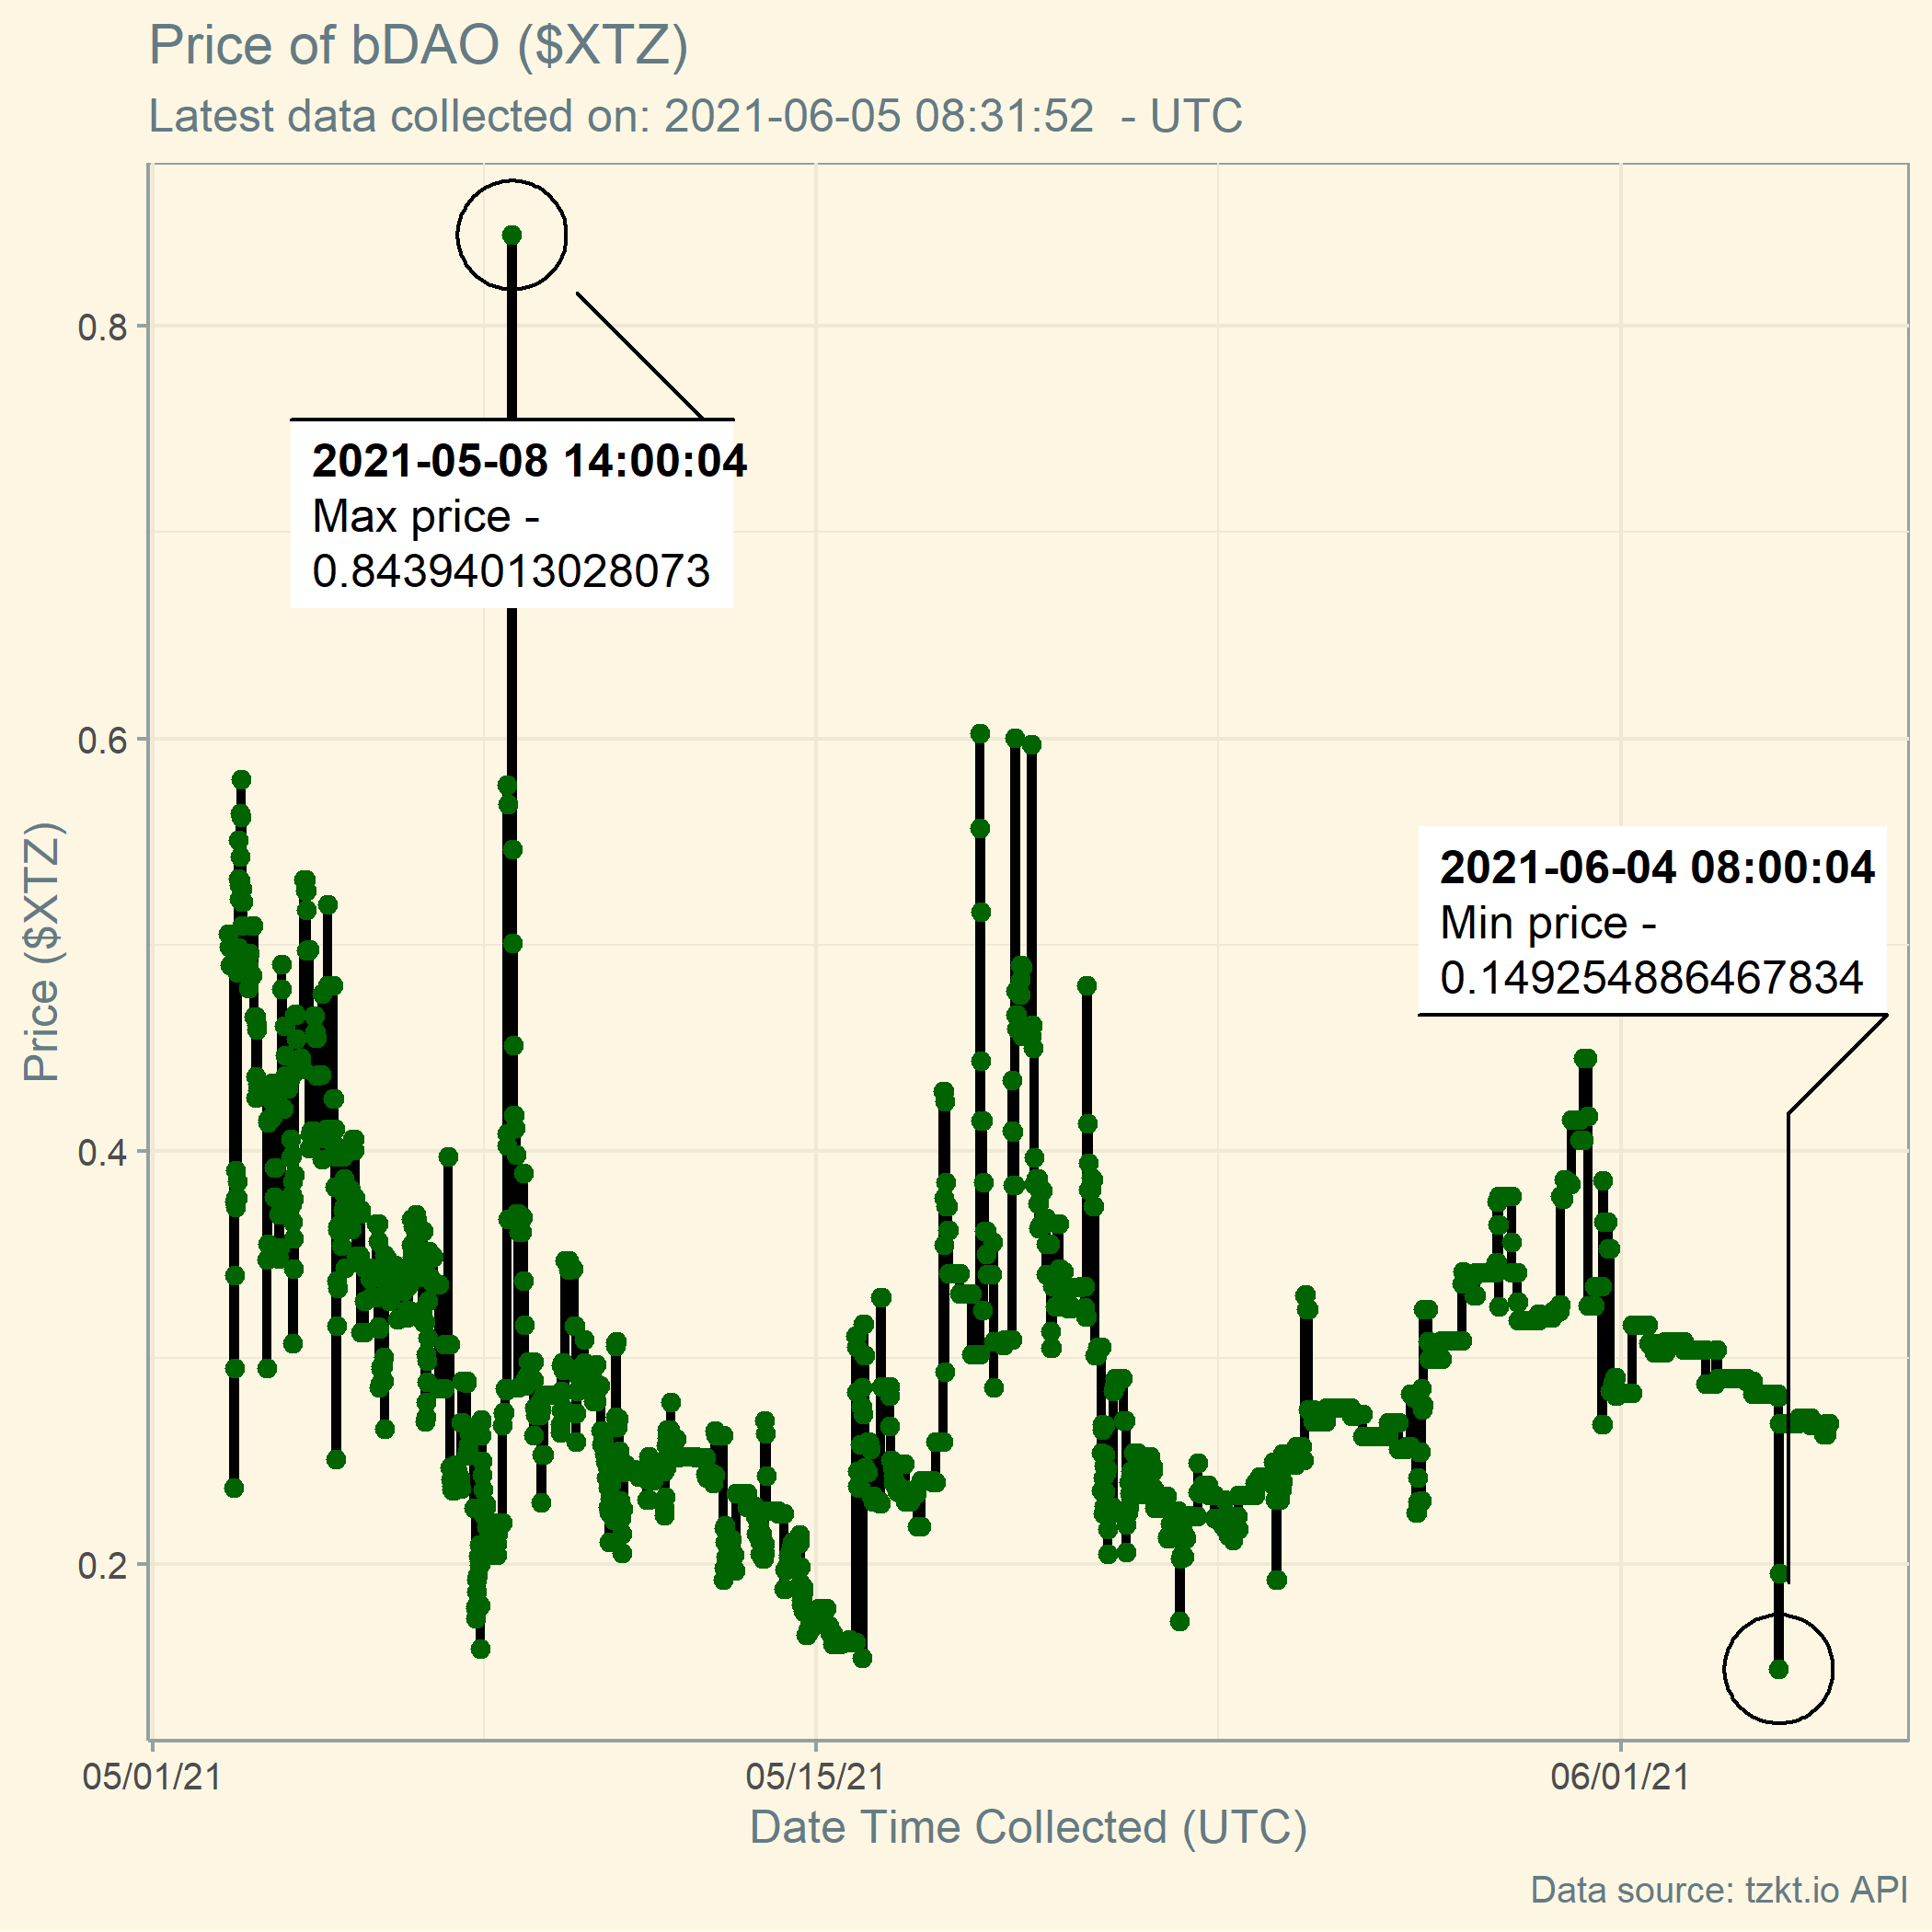 Price of bDAO ($XTZ)
Latest data collected on: 2021-06-05 08:31:52  - UTC
Price ($XTZ)
0.8
0.6
0.4
0.2
2021-05-08 14:00:04
Max price -
0.84394013028073
2021-06-04 08:00:04
Min price -
0.149254886467834
05/01/21
05/15/21
06/01/21
Date Time Collected (UTC)
Data source: tzkt.io API